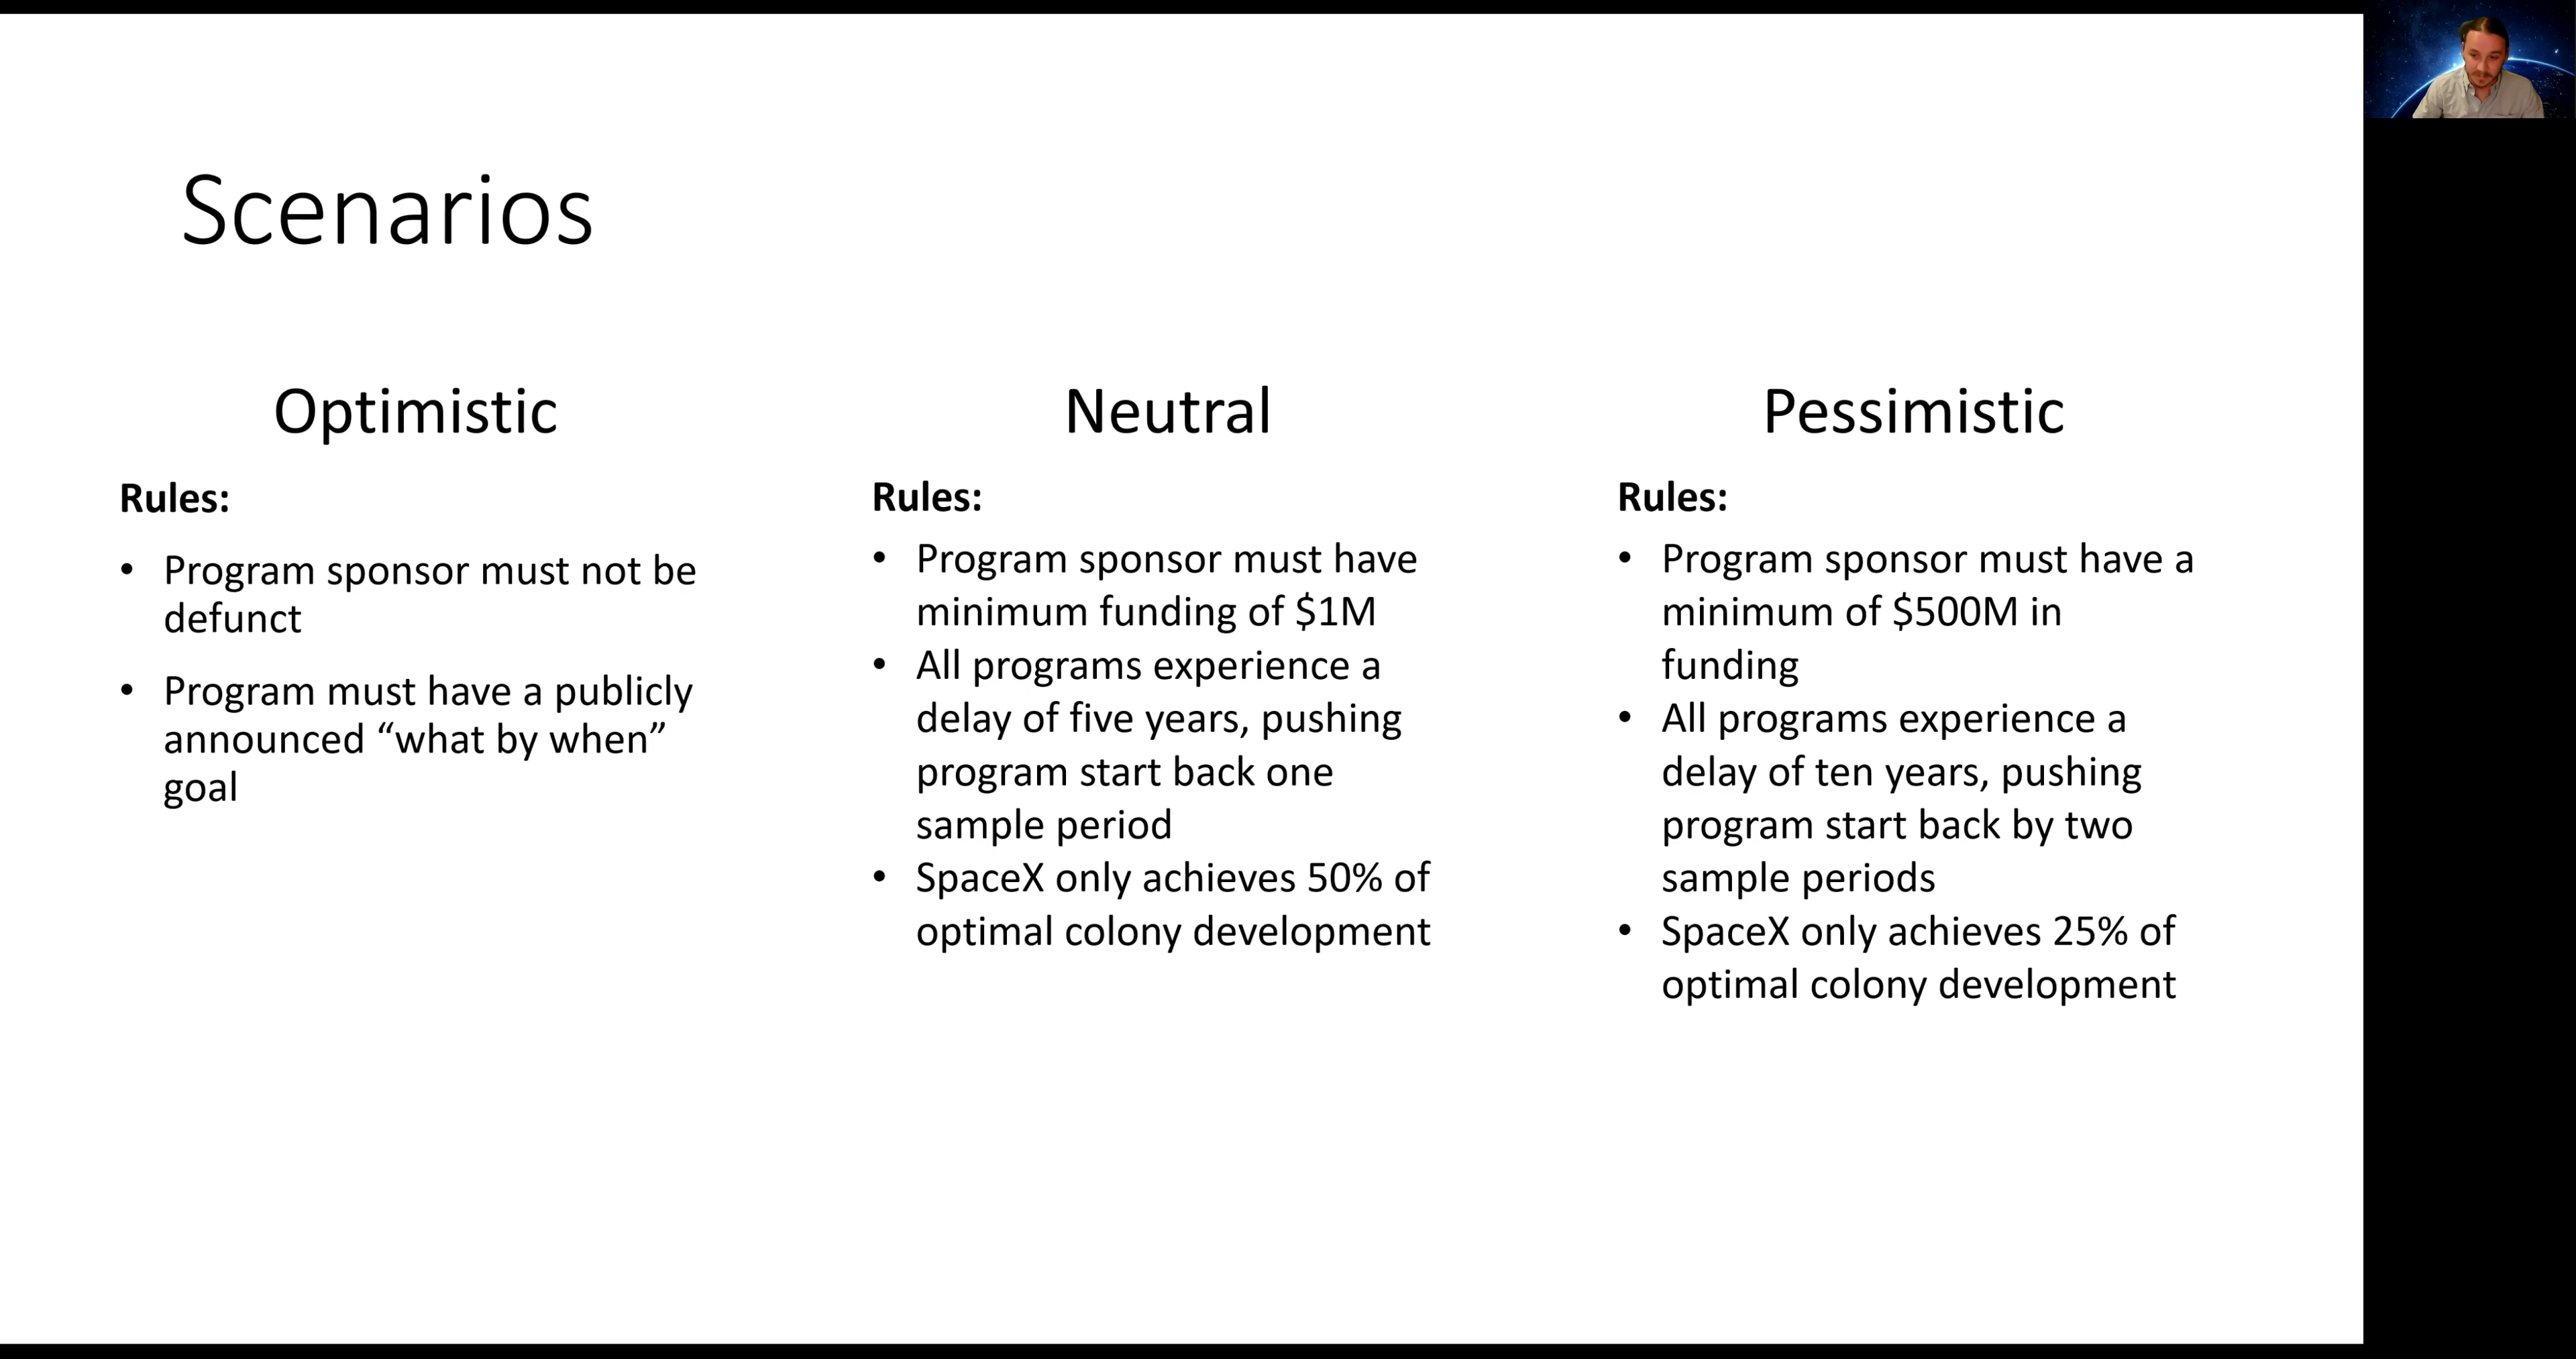 Scenarios
Optimistic
Rules:
• Program sponsor must not be
defunct
• Program must have a publicly
announced “what by when”
goal
Neutral
Rules:
• Program sponsor must have
minimum funding of $1M
• All programs experience a
delay of five years, pushing
program start back one
sample period
• SpaceX only achieves 50% of
optimal colony development
Pessimistic
Rules:
• Program sponsor must have a
minimum of $500M in
funding
• All programs experience a
delay of ten years, pushing
program start back by two
sample periods
• SpaceX only achieves 25% of
optimal colony development